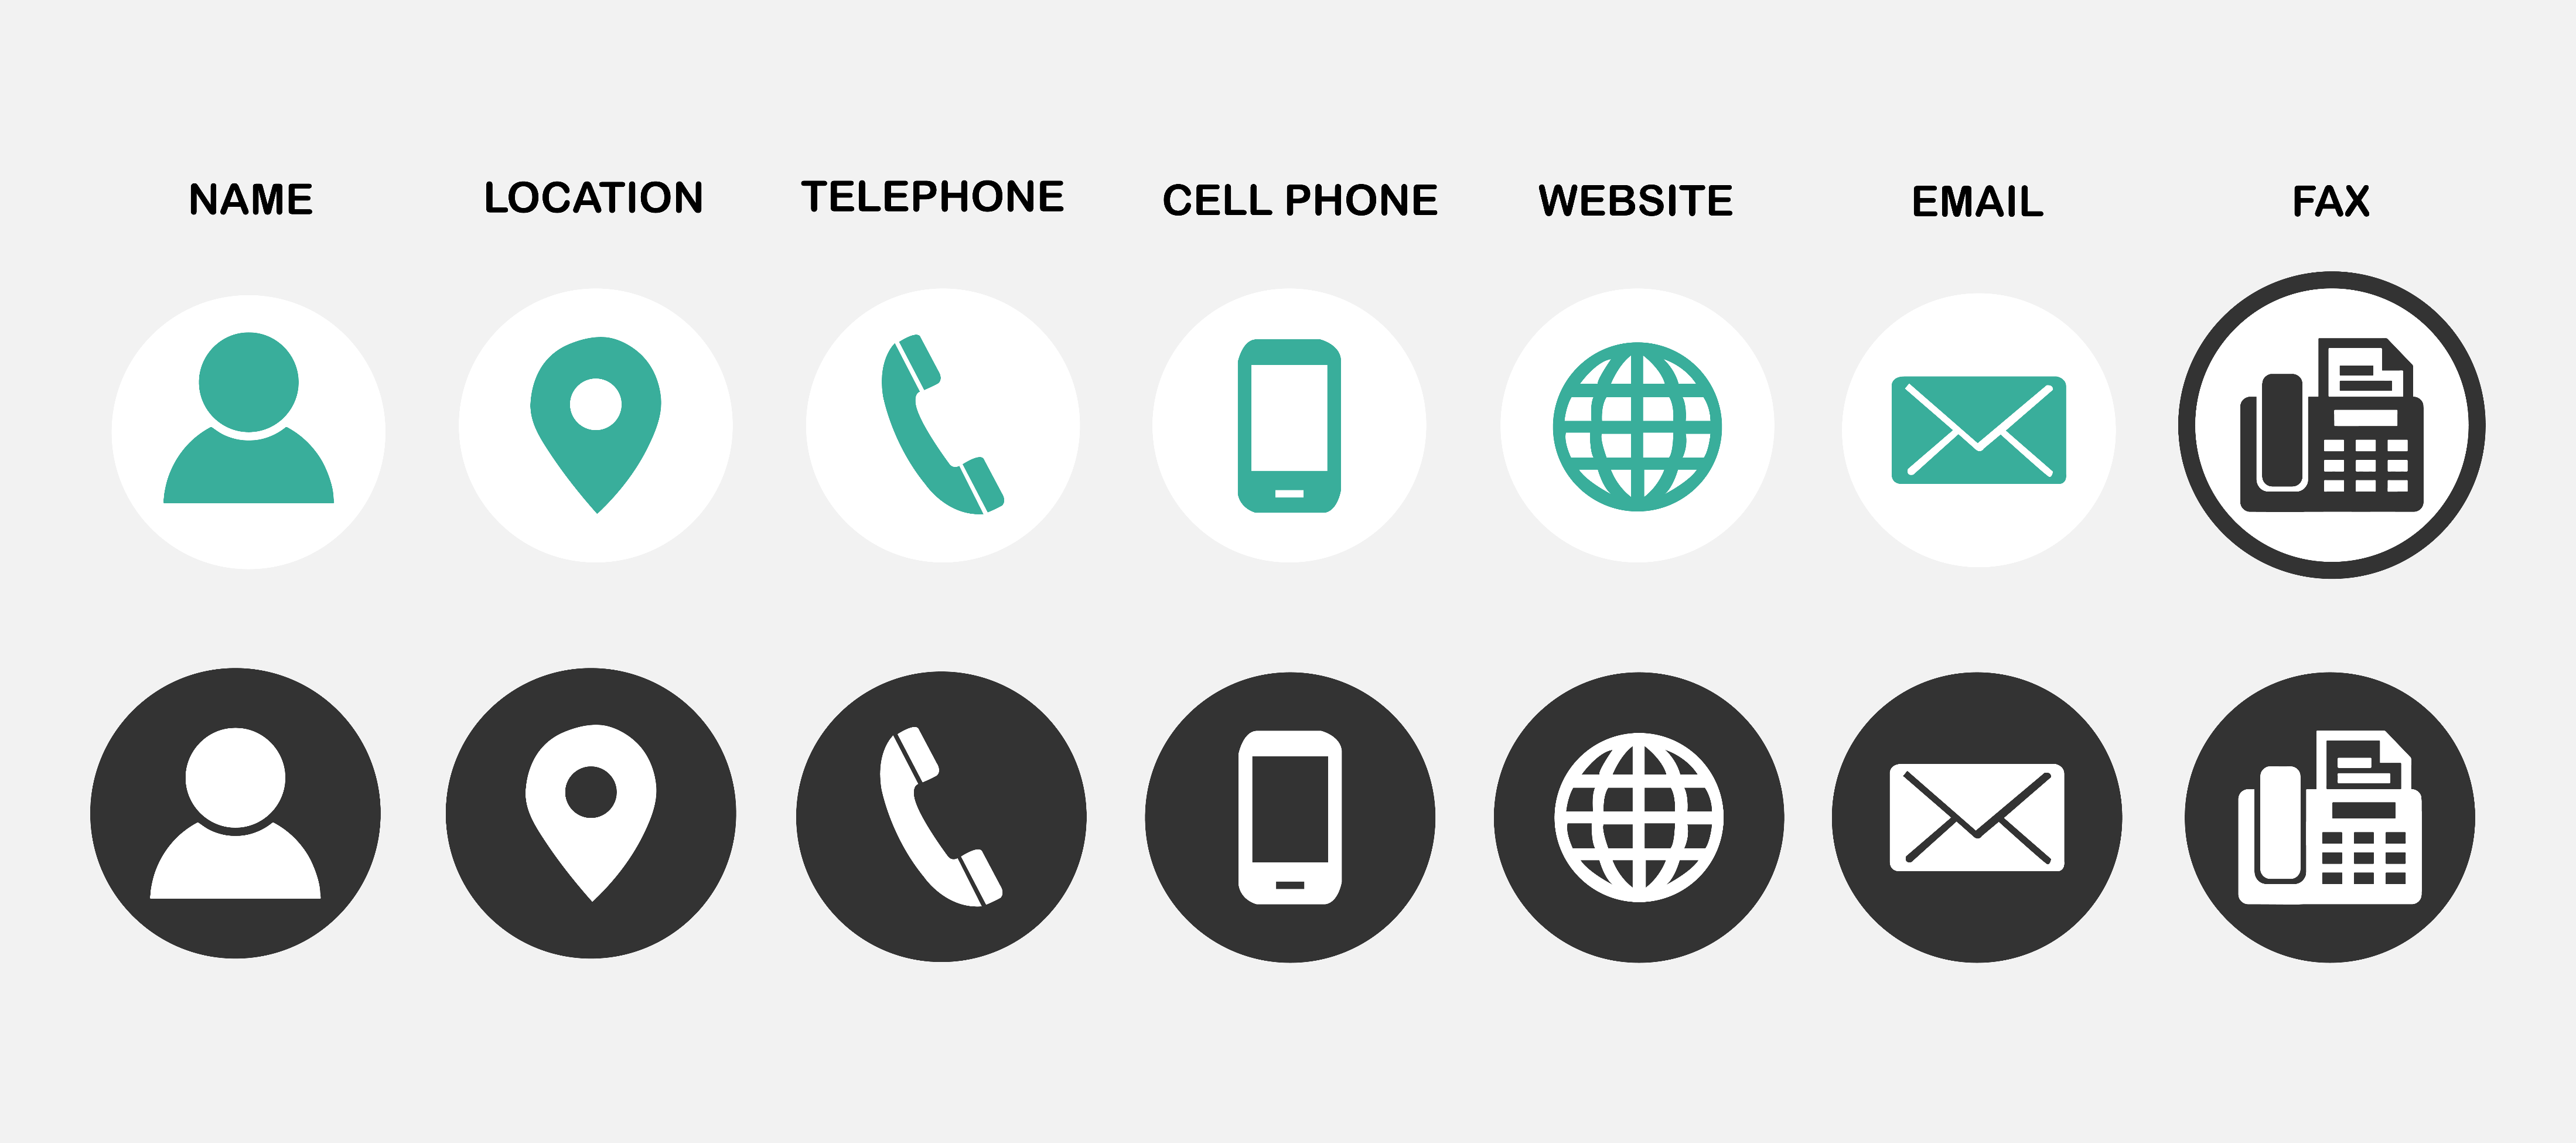 NAME
LOCATION
TELEPHONE
CELL PHONE
WEBSITE
EMAIL
FAX